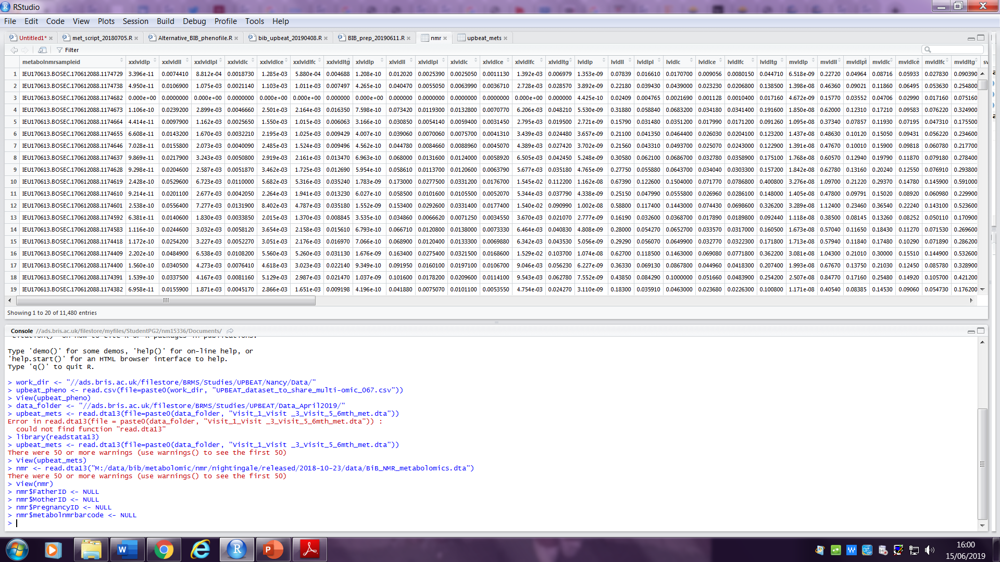 RStudio
File Edit Code View Plots Session Build Debug Profile Tools Help
Untitled1* met_script_20180705.R Alternative_BIB_phenofile.R bib_upbeat_20190408.R BIB_prep_20190611.R nmr upbeat_mets
Filter
metabolnmrsampleid xxlvldlp xxlvldll xxlvldlpl xxlvldlc xxlvldlce xxlvldlfc xxlvldltg xlvldlp xlvldll xlvldlpl xlvldlc xlvldlce xlvldlfc xlvldltg lvldlp lvldll lvldlpl lvldlc lvldlce lvldlfc lvldltg mvldlp mvldll mvldlpl mvldlc mvldlce mvldlfc mvldltg sv
1 IEU170613.BOSEC.170612088.1174729 3.396e-11 0.0074410 8.812e-04 0.0018730 1.285e-03 5.880e-04 0.004688 1.208e-10 0.012020 0.0025390 0.0025050 0.0011130 1.392e-03 0.006979 1.353e-09 0.07839 0.016610 0.0170700 0.009056 0.0080150 0.044710 6.518e-09 0.22720 0.04964 0.08716 0.05933 0.027830 0.090390
2 IEU170613.BOSEC.170612088.1174738 4.950e-11 0.0106900 1.075e-03 0.0021140 1.103e-03 1.011e-03 0.007497 4.265e-10 0.040470 0.0055050 0.0063990 0.0036710 2.728e-03 0.028570 3.892e-09 0.22180 0.039430 0.0439000 0.023230 0.0206800 0.138500 1.398e-08 0.46360 0.09021 0.11860 0.06495 0.053630 0.254800
3 IEU170613.BOSEC.170612088.1174682 0.000e+00 0.0000000 0.000e+00 0.0000000 0.000e+00 0.000e+00 0.000000 0.000e+00 0.000000 0.0000000 0.0000000 0.0000000 0.000e+00 0.000000 4.425e-10 0.02409 0.004765 0.0021690 0.001128 0.0010400 0.017160 4.672e-09 0.15770 0.03552 0.04706 0.02990 0.017160 0.075160
4 IEU170613.BOSEC.170612088.1174673 1.106e-10 0.0239200 2.899e-03 0.0046660 2.501e-03 2.164e-03 0.016350 7.598e-10 0.073420 0.0119300 0.0132800 0.0070770 6.206e-03 0.048210 5.530e-09 0.31880 0.058840 0.0683200 0.034180 0.0341400 0.191600 1.850e-08 0.62000 0.12310 0.17210 0.09583 0.076220 0.324900
5 IEU170613.BOSEC.170612088.1174664 4.414e-11 0.0097900 1.162e-03 0.0025650 1.550e-03 1.015e-03 0.006063 3.166e-10 0.030850 0.0054140 0.0059400 0.0031450 2.795e-03 0.019500 2.721e-09 0.15790 0.031480 0.0351200 0.017990 0.0171200 0.091260 1.095e-08 0.37340 0.07857 0.11930 0.07195 0.047310 0.175500
6 IEU170613.BOSEC.170612088.1174655 6.608e-11 0.0143200 1.670e-03 0.0032210 2.195e-03 1.025e-03 0.009429 4.007e-10 0.039060 0.0070060 0.0075700 0.0041310 3.439e-03 0.024480 3.657e-09 0.21100 0.041350 0.0464400 0.026030 0.0204100 0.123200 1.437e-08 0.48630 0.10120 0.15050 0.09431 0.056220 0.234600
7 IEU170613.BOSEC.170612088.1174646 7.028e-11 0.0155800 2.073e-03 0.0040090 2.485e-03 1.524e-03 0.009496 4.562e-10 0.044780 0.0084660 0.0088960 0.0045070 4.389e-03 0.027420 3.702e-09 0.21560 0.043310 0.0493700 0.025070 0.0243000 0.122900 1.391e-08 0.47670 0.10010 0.15900 0.09818 0.060780 0.217700
8 IEU170613.BOSEC.170612088.1174637 9.869e-11 0.0217900 3.243e-03 0.0050800 2.919e-03 2.161e-03 0.013470 6.963e-10 0.068000 0.0131600 0.0124000 0.0058920 6.505e-03 0.042450 5.248e-09 0.30580 0.062100 0.0686700 0.032780 0.0358900 0.175100 1.768e-08 0.60570 0.12940 0.19790 0.11870 0.079180 0.278400
9 IEU170613.BOSEC.170612088.1174628 9.298e-11 0.0204600 2.587e-03 0.0051870 3.462e-03 1.725e-03 0.012690 5.954e-10 0.058610 0.0113700 0.0120600 0.0063790 5.677e-03 0.035180 4.765e-09 0.27750 0.055880 0.0643700 0.034040 0.0303300 0.157200 1.842e-08 0.62780 0.13160 0.20240 0.12550 0.076910 0.293800
10 IEU170613.BOSEC.170612088.1174619 2.428e-10 0.0529600 6.723e-03 0.0110000 5.682e-03 5.316e-03 0.035240 1.783e-09 0.173000 0.0277500 0.0331200 0.0176700 1.545e-02 0.112200 1.162e-08 0.67390 0.122600 0.1504000 0.071770 0.0786800 0.400800 3.276e-08 1.09700 0.21220 0.29370 0.14780 0.145900 0.591000
11 IEU170613.BOSEC.170612088.1174610 9.214e-11 0.0201100 2.677e-03 0.0042050 2.264e-03 1.941e-03 0.013230 6.027e-10 0.058500 0.0101600 0.0105500 0.0052070 5.344e-03 0.037790 4.338e-09 0.25150 0.047990 0.0555800 0.026960 0.0286100 0.148000 1.405e-08 0.47800 0.09791 0.15020 0.08920 0.060980 0.229900
12 IEU170613.BOSEC.170612088.1174601 2.538e-10 0.0556400 7.277e-03 0.0131900 8.402e-03 4.787e-03 0.035180 1.552e-09 0.153400 0.0292600 0.0331400 0.0177400 1.540e-02 0.090990 1.002e-08 0.58800 0.117400 0.1443000 0.074430 0.0698600 0.326200 3.289e-08 1.12400 0.23460 0.36540 0.22240 0.143100 0.523600
13 IEU170613.BOSEC.170612088.1174592 6.381e-11 0.0140600 1.830e-03 0.0033850 2.015e-03 1.370e-03 0.008845 3.535e-10 0.034860 0.0066620 0.0071250 0.0034550 3.670e-03 0.021070 2.777e-09 0.16190 0.032600 0.0368700 0.017890 0.0189800 0.092440 1.118e-08 0.38500 0.08145 0.13260 0.08252 0.050110 0.170900
14 IEU170613.BOSEC.170612088.1174583 1.116e-10 0.0244600 3.032e-03 0.0058120 3.654e-03 2.158e-03 0.015610 6.793e-10 0.066710 0.0120800 0.0138000 0.0073330 6.464e-03 0.040830 4.808e-09 0.28000 0.054270 0.0652700 0.033570 0.0317000 0.160500 1.673e-08 0.57040 0.11650 0.18430 0.11270 0.071530 0.269600
15 IEU170613.BOSEC.170612088.1174418 1.172e-10 0.0254200 3.227e-03 0.0052270 3.051e-03 2.176e-03 0.016970 7.066e-10 0.068900 0.0120400 0.0133300 0.0069880 6.342e-03 0.043530 5.056e-09 0.29290 0.056070 0.0649900 0.032770 0.0322300 0.171800 1.713e-08 0.57940 0.11840 0.17480 0.10290 0.071890 0.286200
16 IEU170613.BOSEC.170612088.1174409 2.202e-10 0.0484900 6.538e-03 0.0108200 5.560e-03 5.260e-03 0.031130 1.676e-09 0.163400 0.0275400 0.0321500 0.0168600 1.529e-02 0.103700 1.074e-08 0.62700 0.118500 0.1463000 0.069080 0.0771800 0.362200 3.081e-08 1.04300 0.21010 0.30000 0.15510 0.144900 0.532600
17 IEU170613.BOSEC.170612088.1174400 1.560e-10 0.0340500 4.273e-03 0.0076410 4.618e-03 3.023e-03 0.022140 9.349e-10 0.091950 0.0160100 0.0197100 0.0106700 9.046e-03 0.056230 6.227e-09 0.36330 0.069130 0.0867800 0.044960 0.0418300 0.207400 1.993e-08 0.67670 0.13750 0.21030 0.12450 0.085780 0.328900
18 IEU170613.BOSEC.170612088.1174391 1.539e-10 0.0337500 4.167e-03 0.0081160 5.129e-03 2.987e-03 0.021470 1.037e-09 0.101600 0.0178200 0.0209600 0.0114100 9.543e-03 0.062780 7.552e-09 0.43850 0.084290 0.1000000 0.051660 0.0483900 0.254200 2.507e-08 0.84770 0.17160 0.25480 0.14920 0.105700 0.421200
19 IEU170613.BOSEC.170612088.1174382 6.958e-11 0.0155900 1.871e-03 0.0045170 2.866e-03 1.651e-03 0.009198 4.196e-10 0.041880 0.0075070 0.0101100 0.0053550 4.754e-03 0.024270 3.110e-09 0.18300 0.035910 0.0463000 0.023680 0.0226300 0.100800 1.171e-08 0.40540 0.08385 0.14530 0.09060 0.054730 0.176200
Showing 1 to 20 of 11,480 entries
Console //ads.bris.ac.uk/filestore/myfiles/StudentPG2/nm15336/Documents/
'citation()' on how to cite R or R packages in publications.
Type 'demo()' for some demos, 'help()' for on-line help, or
'help.start()' for an HTML browser interface to help.
Type 'q()' to quit R.
> work_dir <- "//ads.bris.ac.uk/filestore/BRMS/Studies/UPBEAT/Nancy/Data/"
> upbeat_pheno <- read.csv(file=paste0(work_dir, "UPBEAT_dataset_to_share_multi-omic_067.csv"))
> View(upbeat_pheno)
> data_folder <- "//ads.bris.ac.uk/filestore/BRMS/Studies/UPBEAT/Data_April2019/"
> upbeat_mets <- read.dta13(file=paste0(data_folder, "Visit_1_Visit _3_Visit_5_6mth_met.dta"))
Error in read.dta13(file = paste0(data_folder, "Visit_1_Visit _3_Visit_5_6mth_met.dta")) :
could not find function "read.dta13"
> library(readstata13)
> upbeat_mets <- read.dta13(file=paste0(data_folder, "Visit_1_Visit _3_Visit_5_6mth_met.dta"))
There were 50 or more warnings (use warnings() to see the first 50)
> View(upbeat_mets)
> nmr <- read.dta13("M:/data/bib/metabolomic/nmr/nightingale/released/2018-10-23/data/BiB_NMR_metabolomics.dta")
There were 50 or more warnings (use warnings() to see the first 50)
> View(nmr)
> nmr$FatherID <- NULL
> nmr$MotherID <- NULL
> nmr$PregnancyID <- NULL
> nmr$metabolnmrbarcode <- NULL
>
16:00
15/06/2019